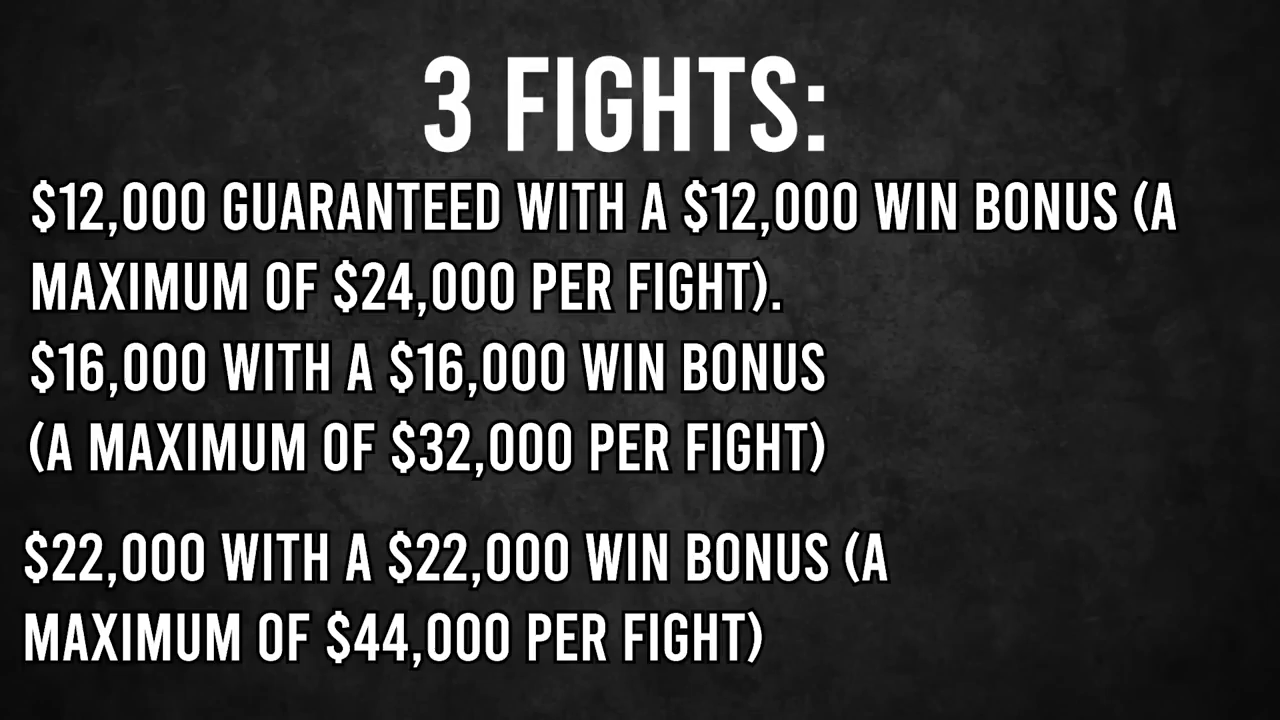 3 FIGHTS:
$12,000 GUARANTEED WITH A $12,000 WIN BONUS (A
MAXIMUM OF $24,000 PER FIGHT).
$16,000 WITH A $16,000 WIN BONUS
(A MAXIMUM OF $32,000 PER FIGHT)
$22,000 WITH A $22,000 WIN BONUS (A
MAXIMUM OF $44,000 PER FIGHT)